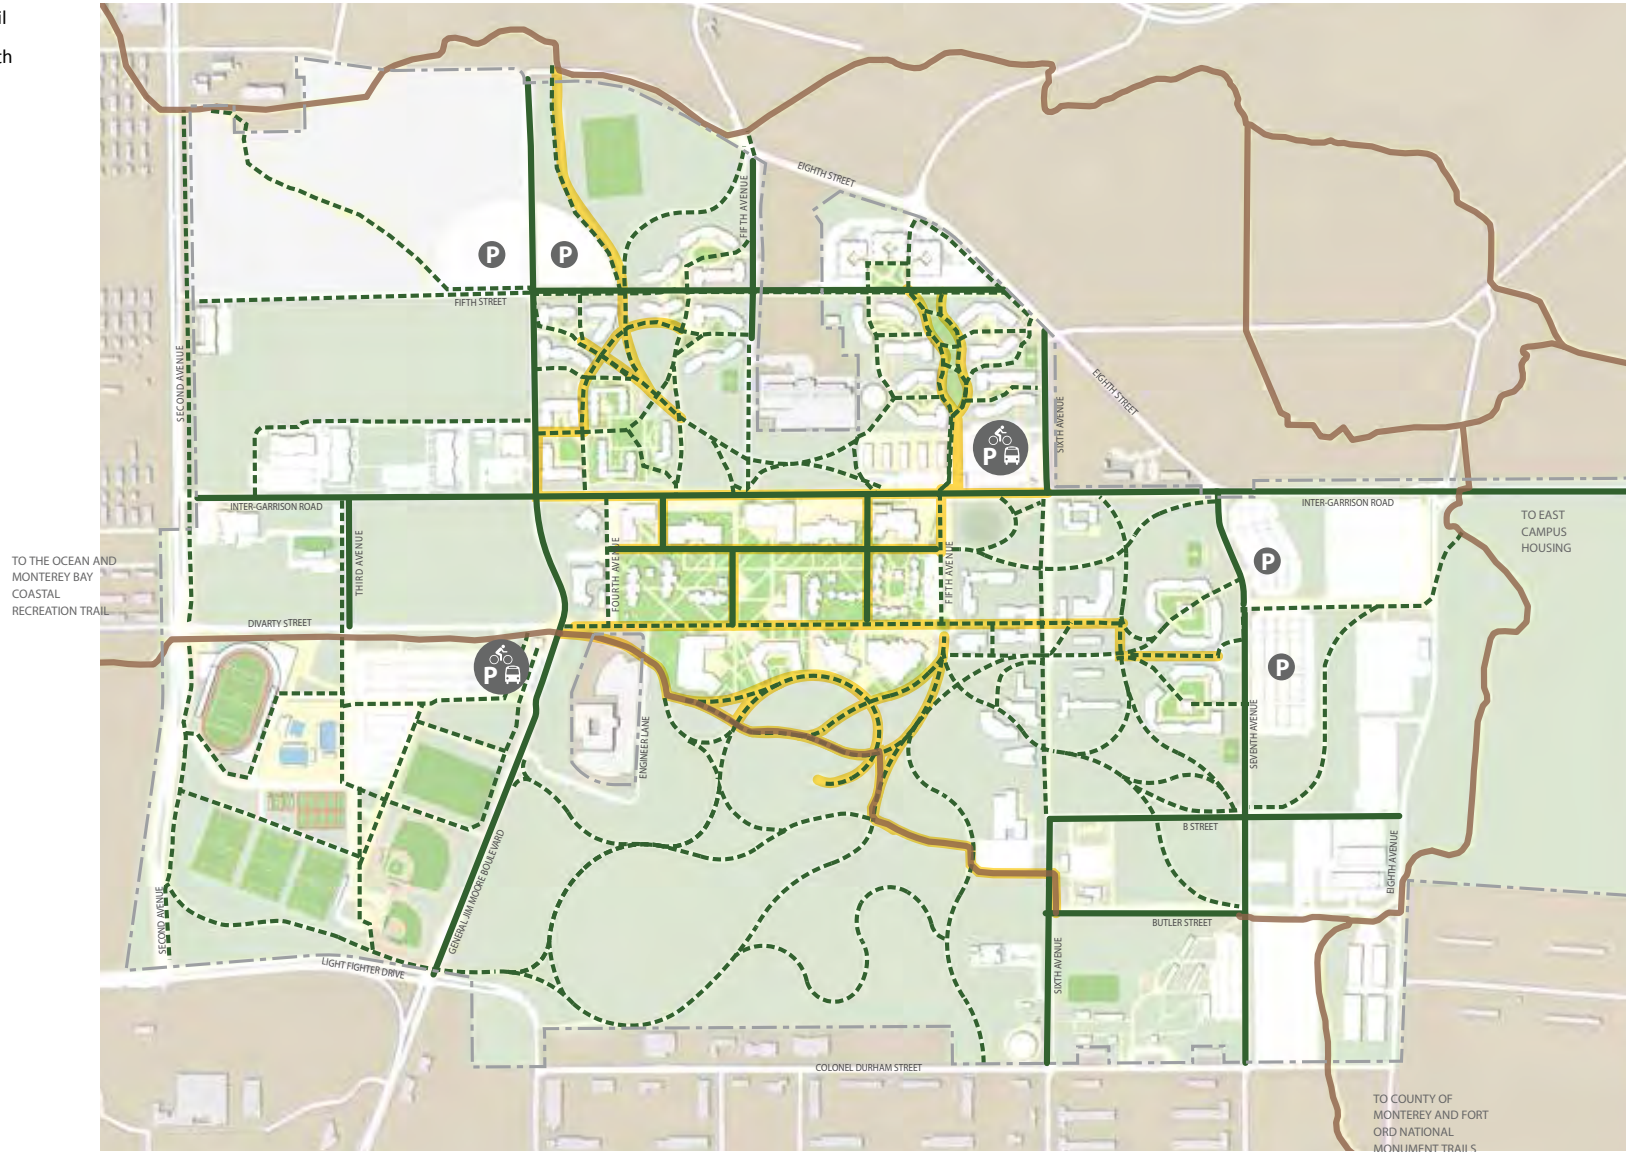 il
th
EIGHTH STREET
FIFTH AVENUE
P
P
FIFTH STREET
SECOND AVENUE
EIGHTH STREET
SIXTH AVENUE
P
INTER-GARRISON ROAD
INTER-GARRISON ROAD
TO EAST
CAMPUS
HOUSING
THIRD AVENUE
FOURTH AVENUE
FIFTH AVENUE
P
TO THE OCEAN AND
MONTEREY BAY
COASTAL
RECREATION TRAIL
DIVARTY STREET
P
P
ENGINEER LANE
SEVENTH AVENUE
B STREET
GENERAL JIM MOORE BOULEVARD
EIGHTH AVENUE
SECOND AVENUE
BUTLER STREET
LIGHT FIGHTER DRIVE
SIXTH AVENUE
COLONEL DURHAM STREET
TO COUNTY OF
MONTEREY AND FORT
ORD NATIONAL
MONUMENT TRAILS